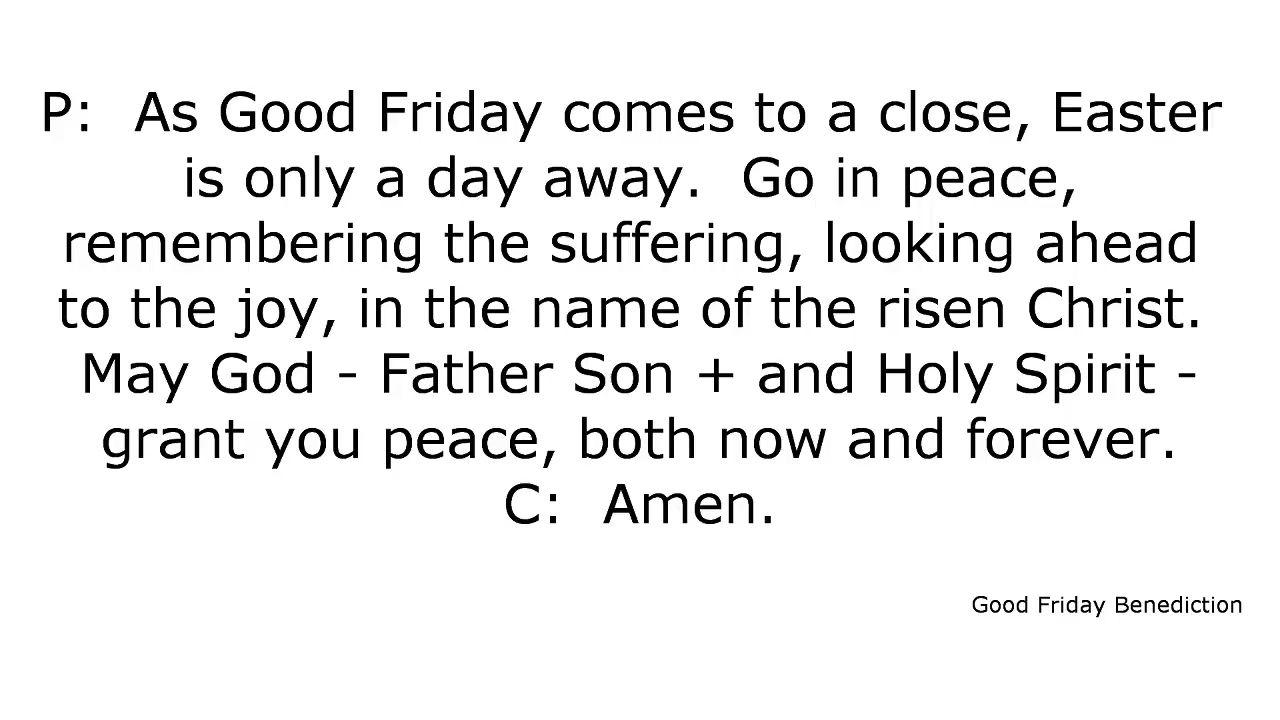 P:  As Good Friday comes to a close, Easter
is only a day away.  Go in peace,
remembering the suffering, looking ahead
to the joy, in the name of the risen Christ.
May God - Father Son + and Holy Spirit -
grant you peace, both now and forever.
C:  Amen.
Good Friday Benediction